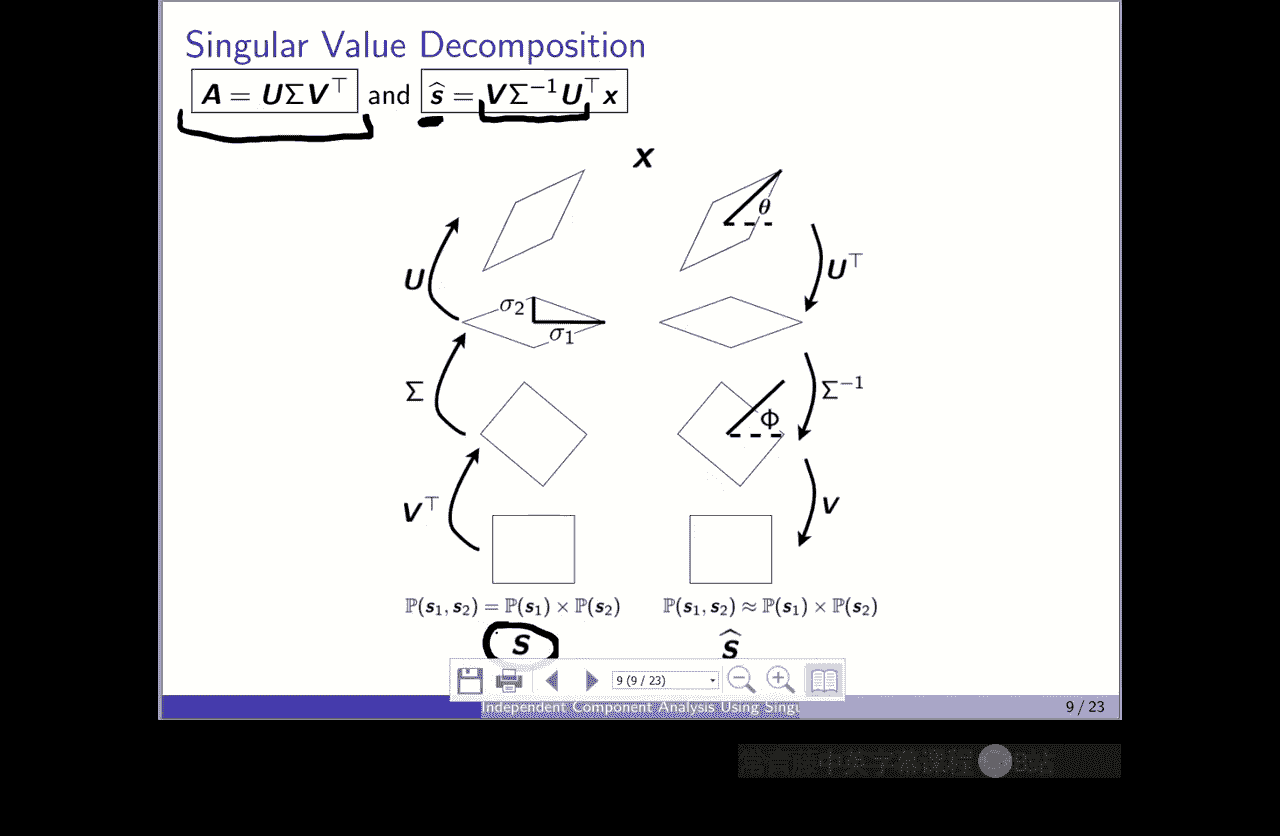 Singular Value Decomposition
A = UΣV⊤ and ŝ = VΣ⁻¹U⊤x
x
θ
U
U⊤
σ2
σ1
Σ
Σ⁻¹
Φ
V⊤
V
ℙ(s1, s2) = ℙ(s1) × ℙ(s2)
ℙ(s1, s2) ≈ ℙ(s1) × ℙ(s2)
s
ŝ
9 (9 / 23)
Independent Component Analysis Using Singu
9 / 23